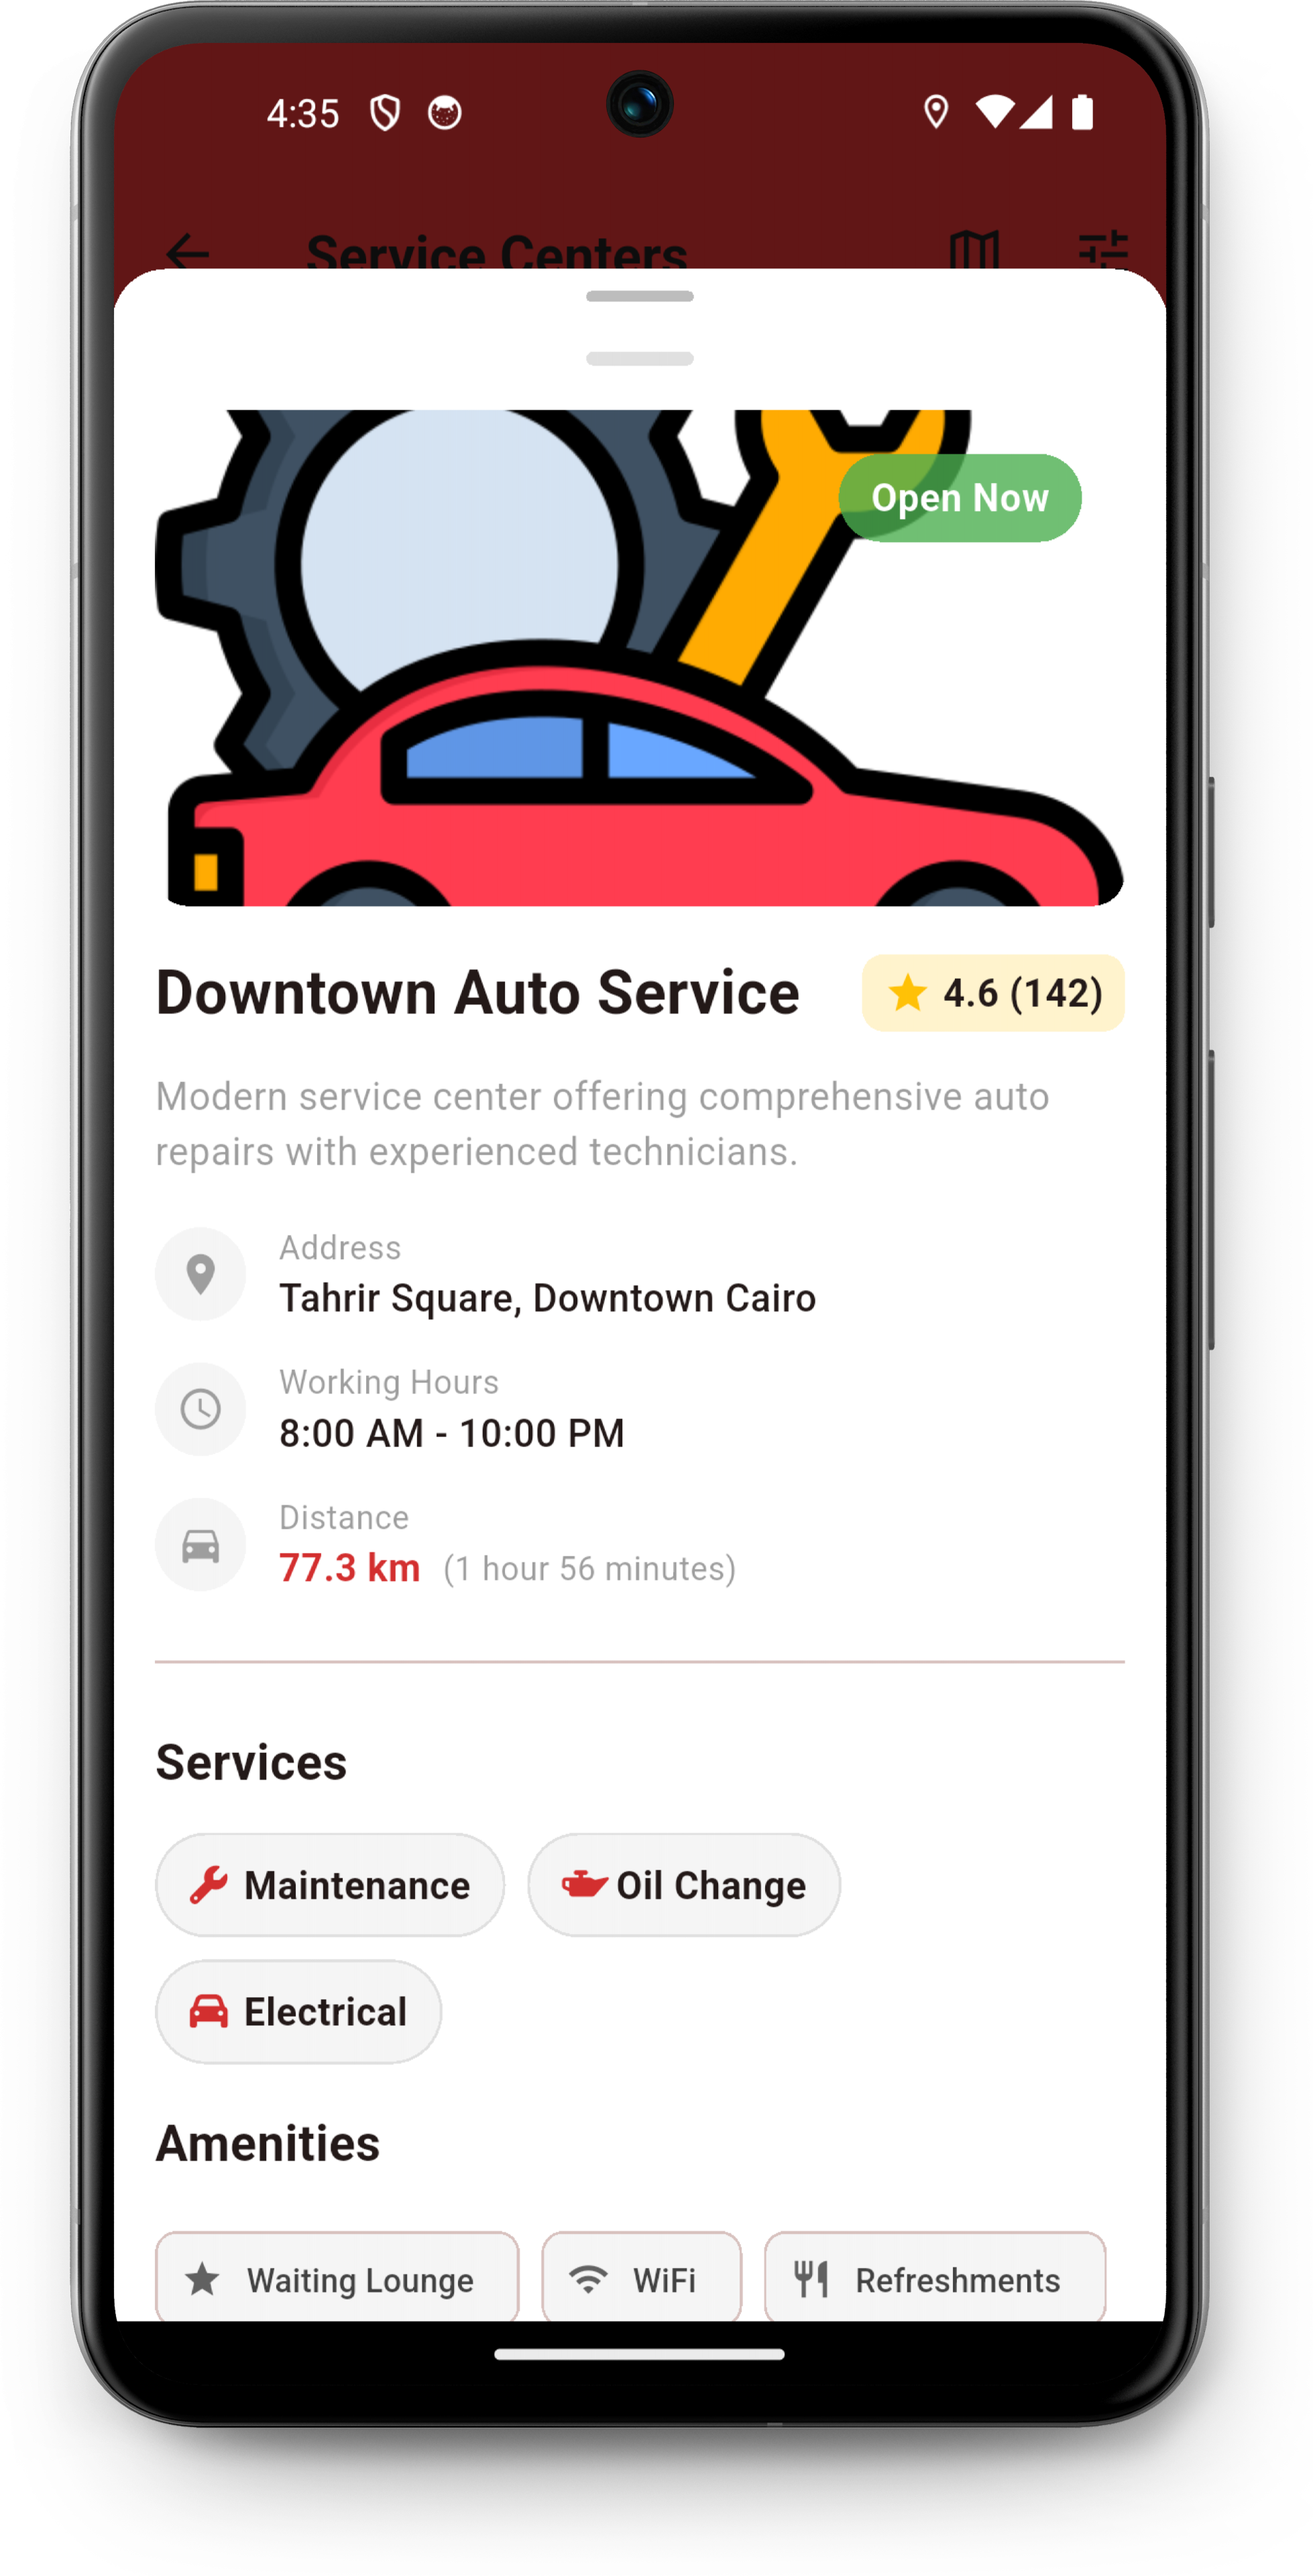 4:35
Service Centers
Open Now
Downtown Auto Service
4.6 (142)
Modern service center offering comprehensive auto
repairs with experienced technicians.
Address
Tahrir Square, Downtown Cairo
Working Hours
8:00 AM - 10:00 PM
Distance
77.3 km (1 hour 56 minutes)
Services
Maintenance
Oil Change
Electrical
Amenities
Waiting Lounge
WiFi
Refreshments